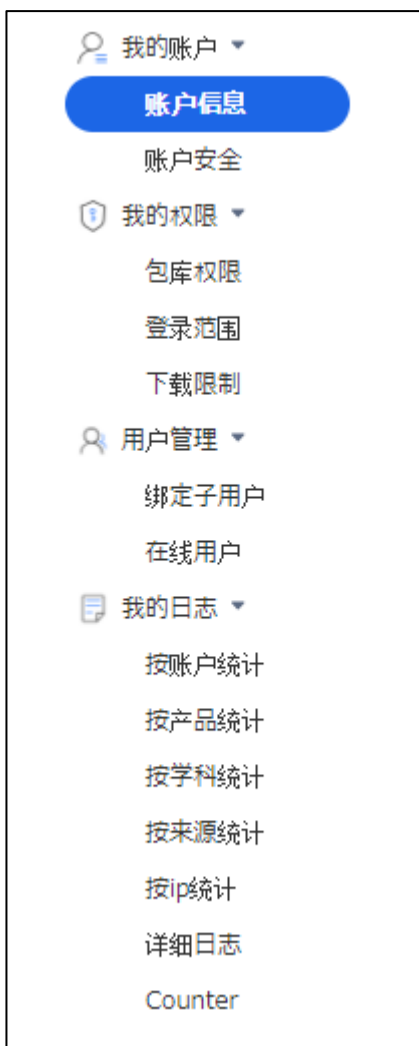 我的账户
账户信息
账户安全
我的权限
包库权限
登录范围
下载限制
用户管理
绑定子用户
在线用户
我的日志
按账户统计
按产品统计
按学科统计
按来源统计
按ip统计
详细日志
Counter